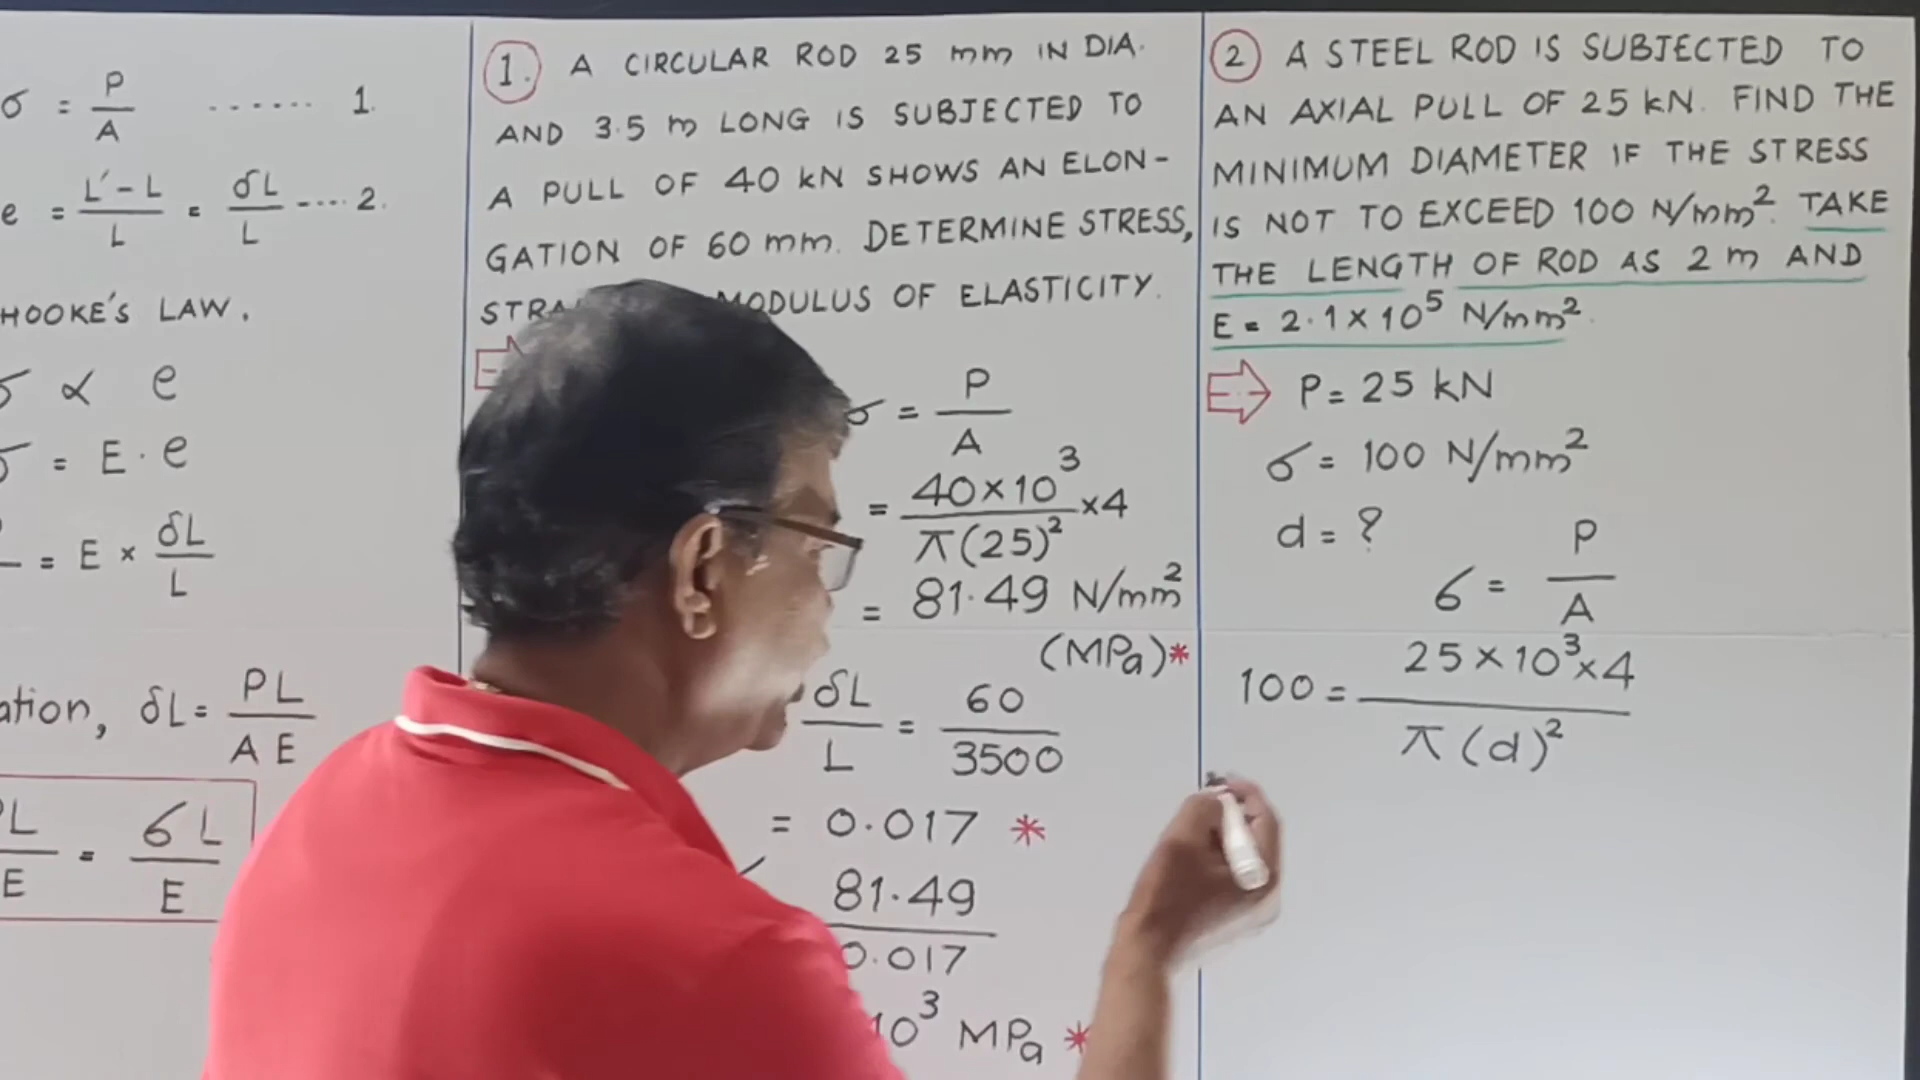 σ = P
A ...... 1.
e = L'-L = δL .... 2.
L L
HOOKE'S LAW.
σ ∝ e
σ = E · e
= E × δL
L
ation, δL = PL
A E
L = σL
E E
1. A CIRCULAR ROD 25 mm IN DIA.
AND 3.5 m LONG IS SUBJECTED TO
A PULL OF 40 kN SHOWS AN ELON-
GATION OF 60 mm. DETERMINE STRESS,
STRA MODULUS OF ELASTICITY.
σ = P
A
= 40×10³ ×4
π(25)²
= 81.49 N/mm²
(MPa)*
δL = 60
L 3500
= 0.017 *
81.49
0.017
10³ MPa *
2 A STEEL ROD IS SUBJECTED TO
AN AXIAL PULL OF 25 kN. FIND THE
MINIMUM DIAMETER IF THE STRESS
IS NOT TO EXCEED 100 N/mm². TAKE
THE LENGTH OF ROD AS 2 m AND
E = 2.1×10⁵ N/mm².
P = 25 kN
σ = 100 N/mm²
d = ?
σ = P
A
100 = 25×10³×4
π(d)²